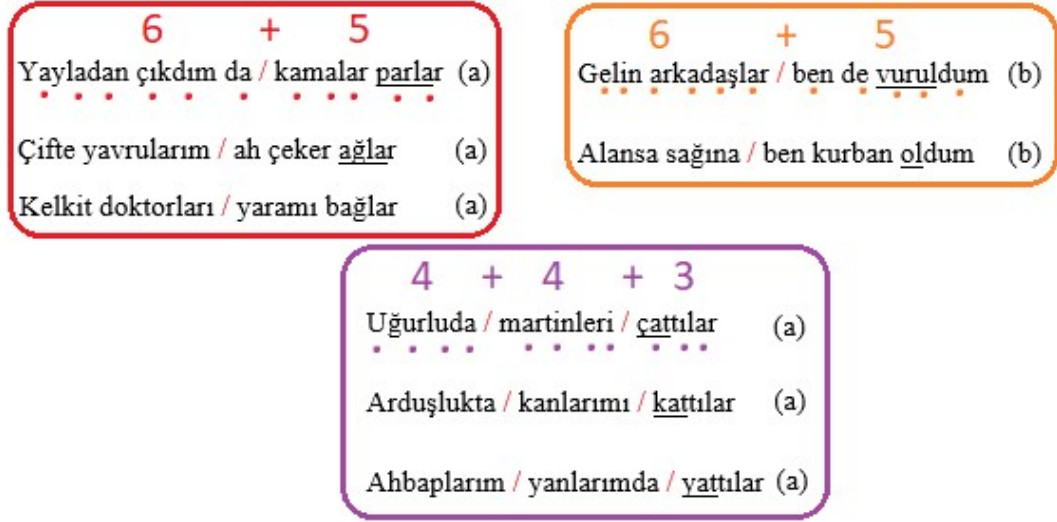 6 + 5
Yayladan çıkdım da / kamalar parlar (a)
Çifte yavrularım / ah çeker ağlar (a)
Kelkit doktorları / yaramı bağlar (a)
6 + 5
Gelin arkadaşlar / ben de vuruldum (b)
Alansa sağına / ben kurban oldum (b)
4 + 4 + 3
Uğurluda / martinleri / çattılar (a)
Arduşlukta / kanlarımı / kattılar (a)
Ahbaplarım / yanlarımda / yattılar (a)